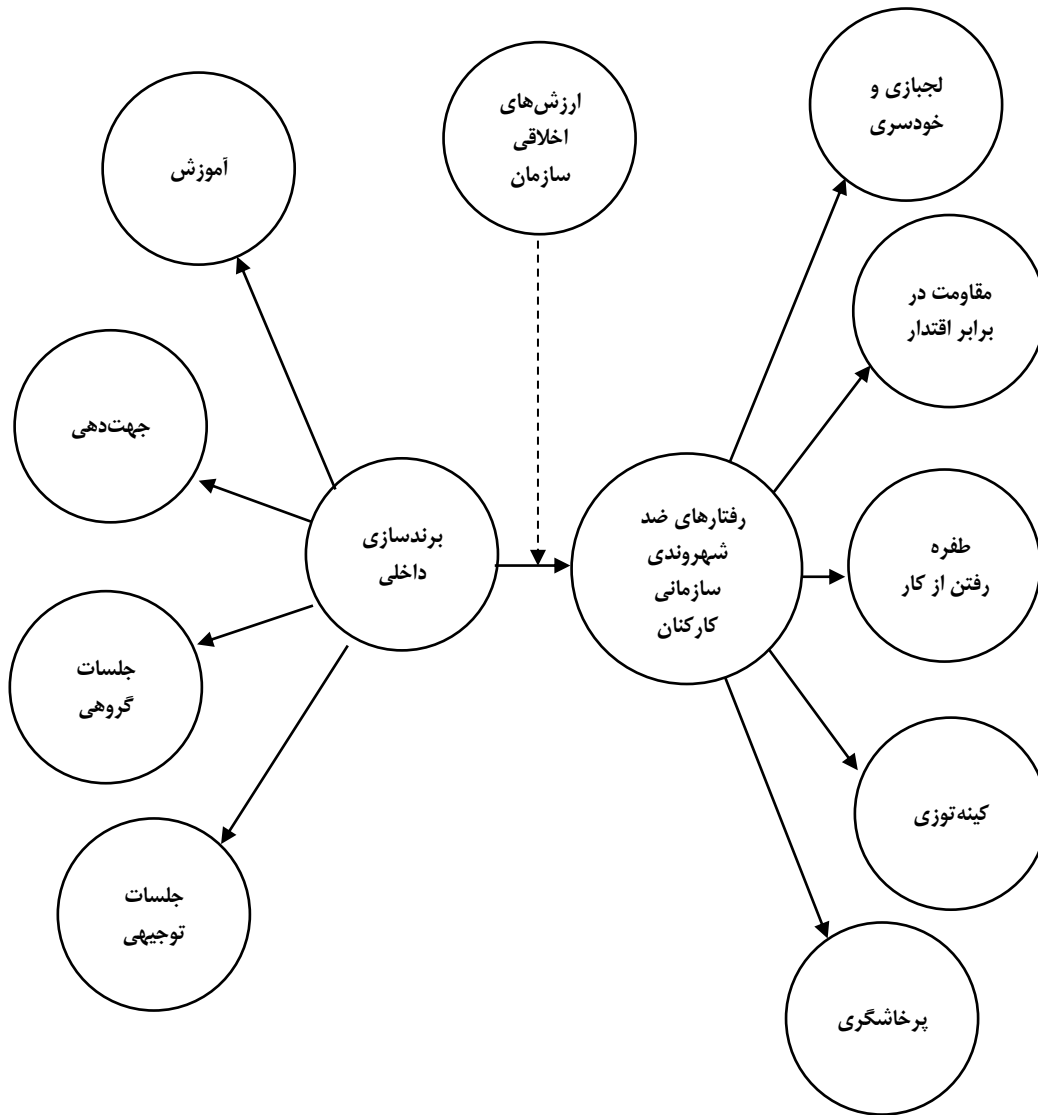 لجبازی و
خودسری
ارزش‌های
اخلاقی
سازمان
آموزش
مقاومت در
برابر اقتدار
جهت‌دهی
رفتارهای ضد
شهروندی
سازمانی
کارکنان
برندسازی
داخلی
طفره
رفتن از کار
جلسات
گروهی
کینه‌توزی
جلسات
توجیهی
پرخاشگری